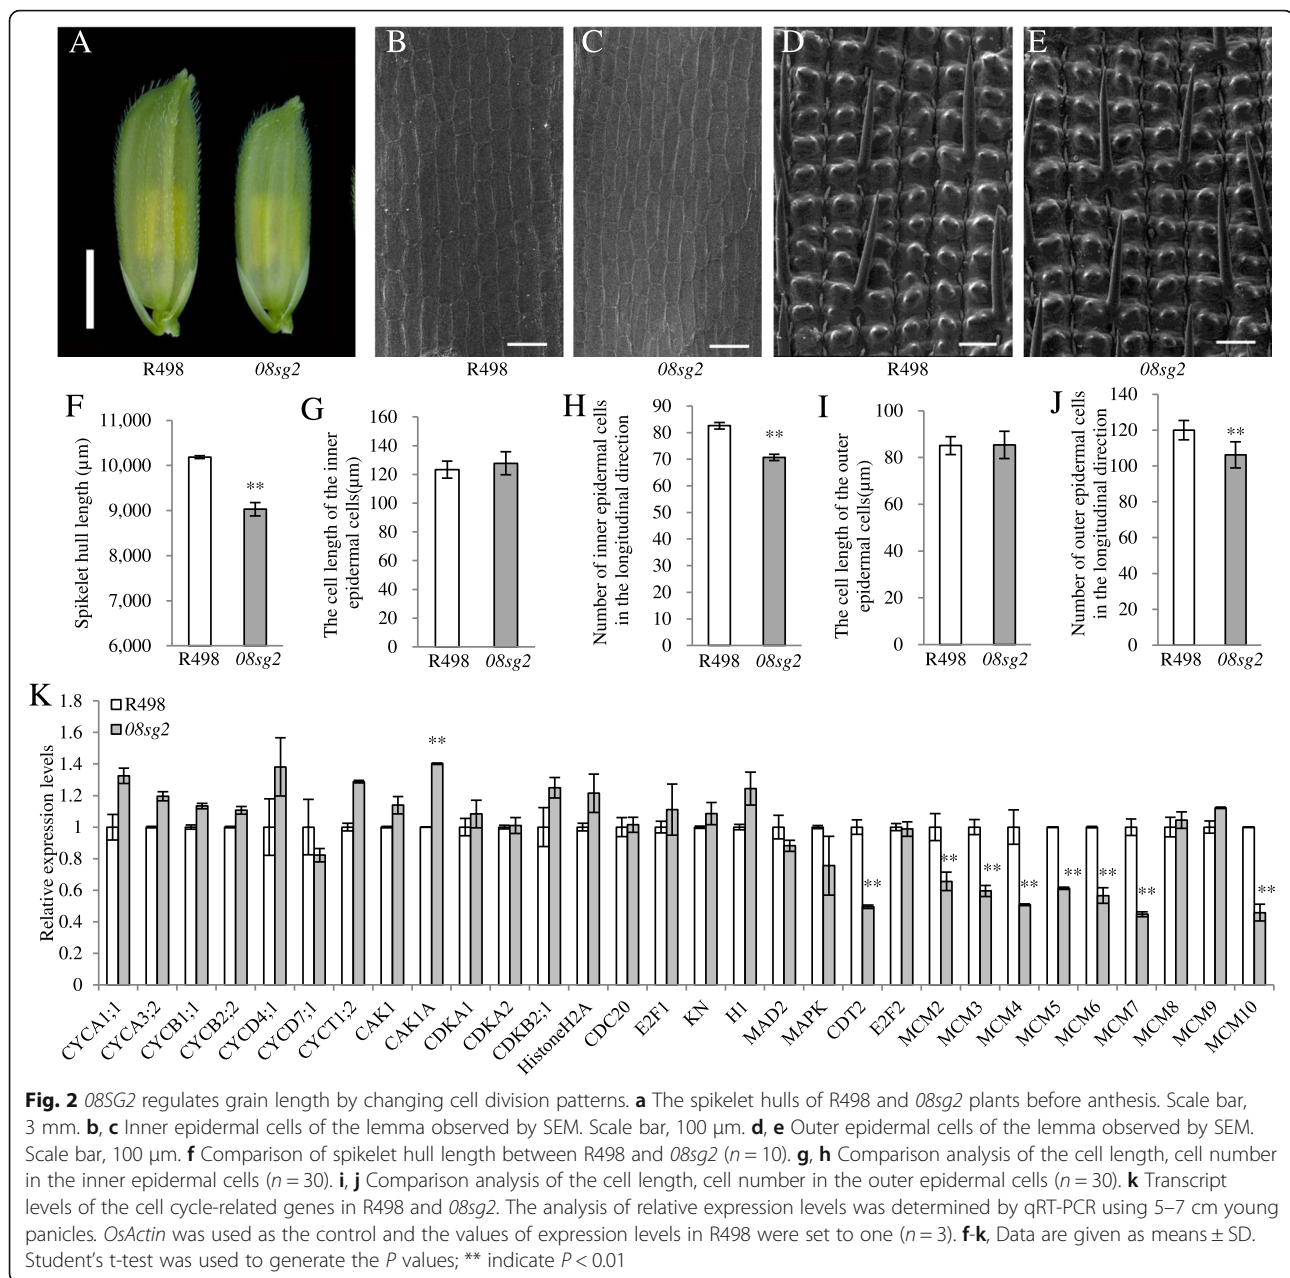 A
B
C
D
E
R498
08sg2
R498
08sg2
R498
08sg2
F
Spikelet hull length (μm)
11,000
10,000
9,000
8,000
7,000
6,000
**
R498
08sg2
G
The cell length of the inner
epidermal cells(μm)
160
140
120
100
80
60
40
20
0
R498
08sg2
H
Number of inner epidermal cells
in the longitudinal direction
90
80
70
60
50
40
30
20
10
0
**
R498
08sg2
I
The cell length of the outer
epidermal cells(μm)
100
80
60
40
20
0
R498
08sg2
J
Number of outer epidermal cells
in the longitudinal direction
140
120
100
80
60
40
20
0
**
R498
08sg2
K
Relative expression levels
1.8
1.6
1.4
1.2
1
0.8
0.6
0.4
0.2
0
R498
08sg2
**
**
**
**
**
**
**
**
**
CYCA1;1
CYCA3;2
CYCB1;1
CYCB2;2
CYCD4;1
CYCD7;1
CYCT1;2
CAK1
CAK1A
CDKA1
CDKA2
CDKB2;1
HistoneH2A
CDC20
E2F1
KN
H1
MAD2
MAPK
CDT2
E2F2
MCM2
MCM3
MCM4
MCM5
MCM6
MCM7
MCM8
MCM9
MCM10
Fig. 2 08SG2 regulates grain length by changing cell division patterns. a The spikelet hulls of R498 and 08sg2 plants before anthesis. Scale bar,
3 mm. b, c Inner epidermal cells of the lemma observed by SEM. Scale bar, 100 μm. d, e Outer epidermal cells of the lemma observed by SEM.
Scale bar, 100 μm. f Comparison of spikelet hull length between R498 and 08sg2 (n = 10). g, h Comparison analysis of the cell length, cell number
in the inner epidermal cells (n = 30). i, j Comparison analysis of the cell length, cell number in the outer epidermal cells (n = 30). k Transcript
levels of the cell cycle-related genes in R498 and 08sg2. The analysis of relative expression levels was determined by qRT-PCR using 5–7 cm young
panicles. OsActin was used as the control and the values of expression levels in R498 were set to one (n = 3). f-k, Data are given as means ± SD.
Student's t-test was used to generate the P values; ** indicate P < 0.01